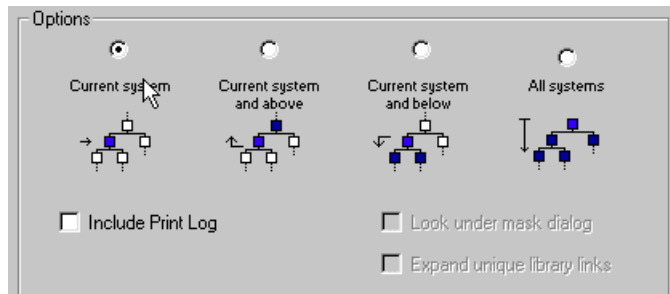 Options
Current system
Current system
and above
Current system
and below
All systems
Include Print Log
Look under mask dialog
Expand unique library links